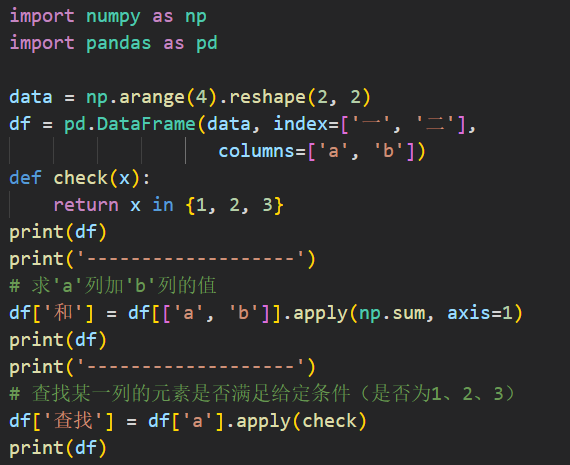 import numpy as np
import pandas as pd
data = np.arange(4).reshape(2, 2)
df = pd.DataFrame(data, index=['一', '二'],
columns=['a', 'b'])
def check(x):
return x in {1, 2, 3}
print(df)
print('-------------------')
# 求'a'列加'b'列的值
df['和'] = df[['a', 'b']].apply(np.sum, axis=1)
print(df)
print('-------------------')
# 查找某一列的元素是否满足给定条件（是否为1、2、3）
df['查找'] = df['a'].apply(check)
print(df)